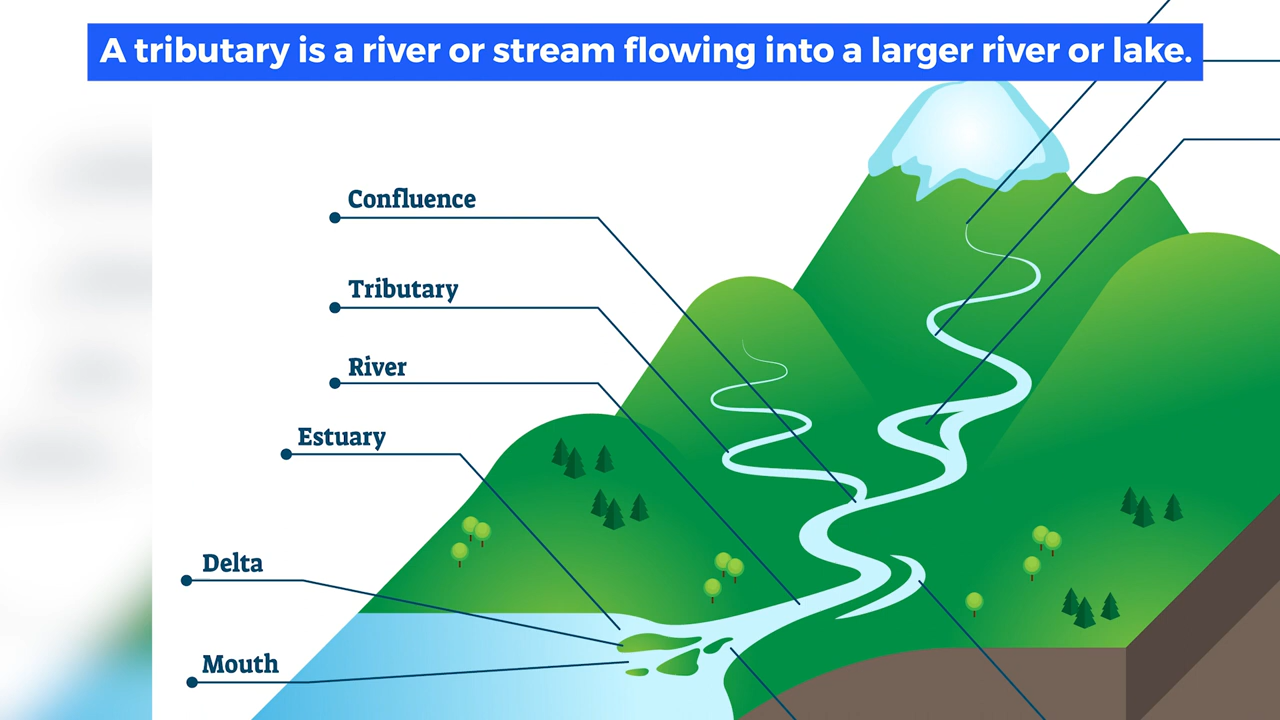 A tributary is a river or stream flowing into a larger river or lake.
Confluence
Tributary
River
Estuary
Delta
Mouth